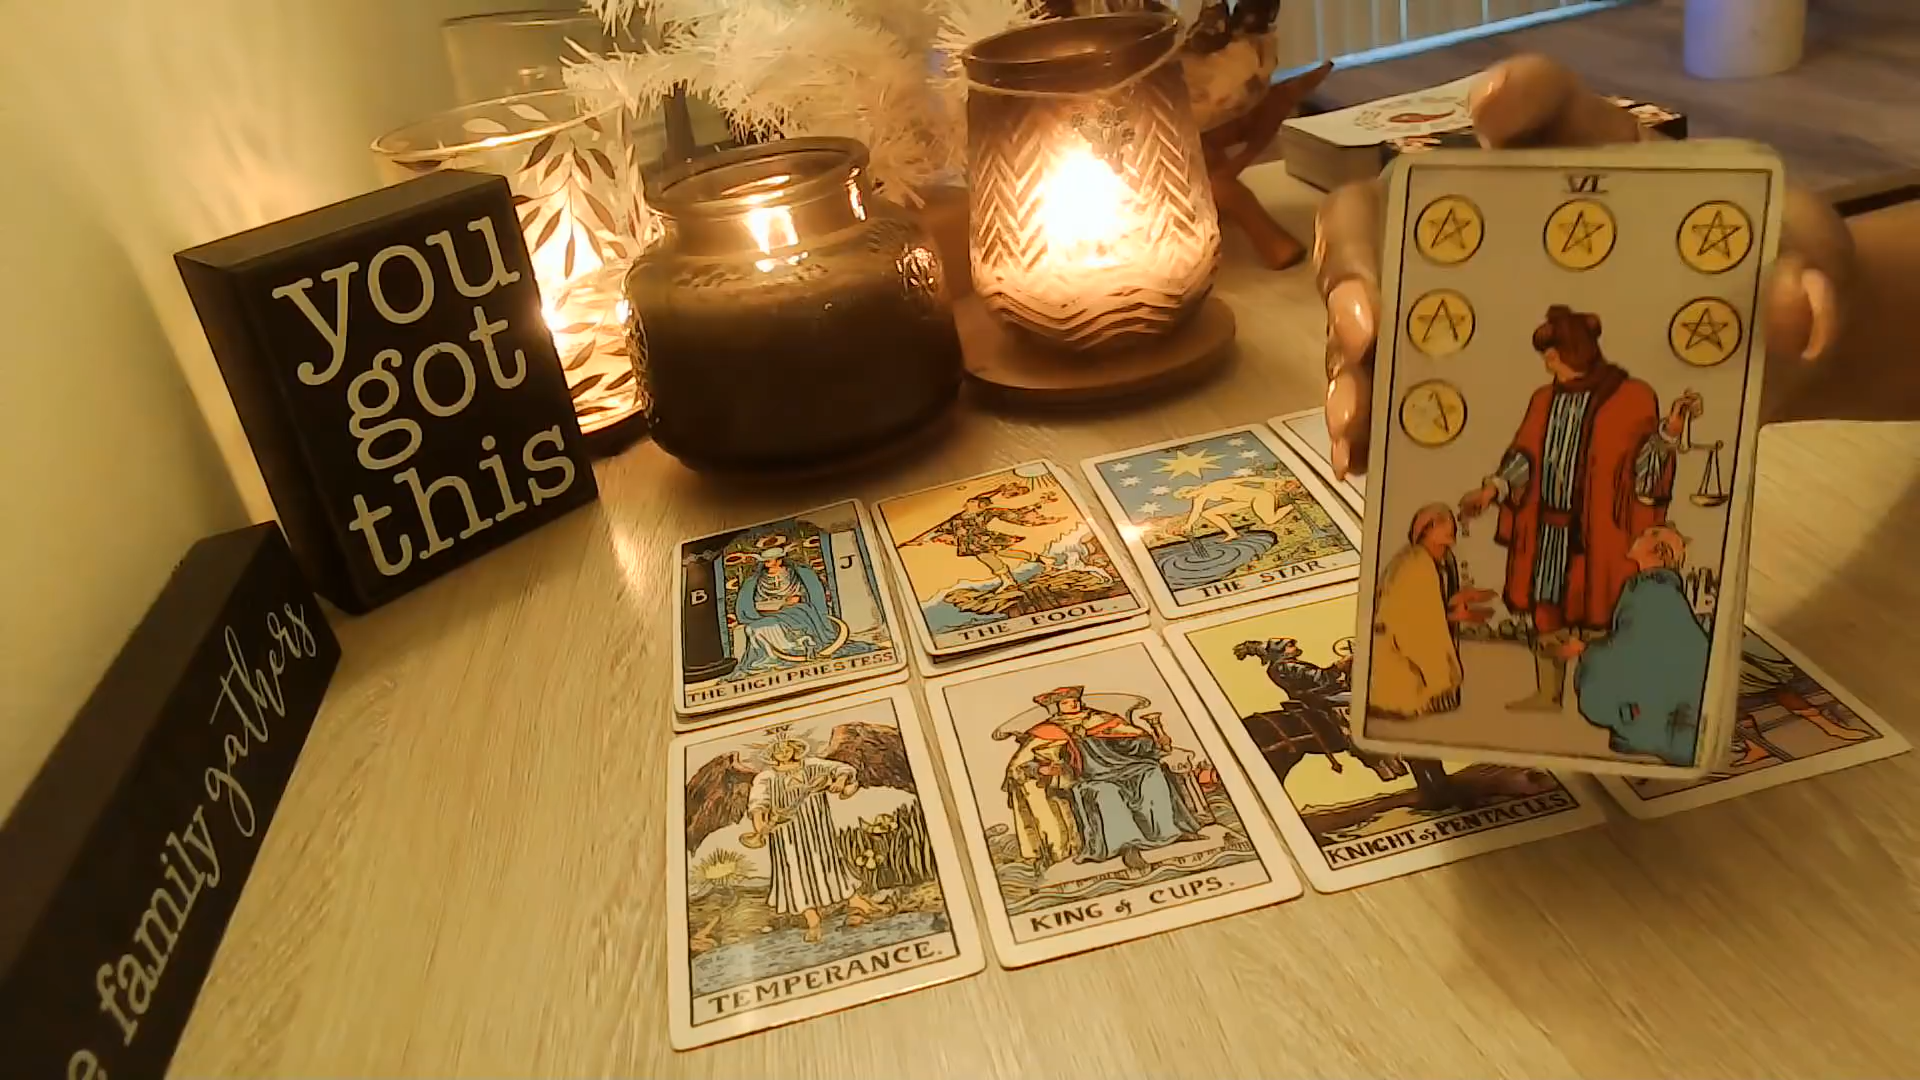 you
got
this
e family gathers
VI
B J
THE HIGH PRIESTESS
THE FOOL.
THE STAR.
XIV
TEMPERANCE.
KING of CUPS.
KNIGHT of PENTACLES